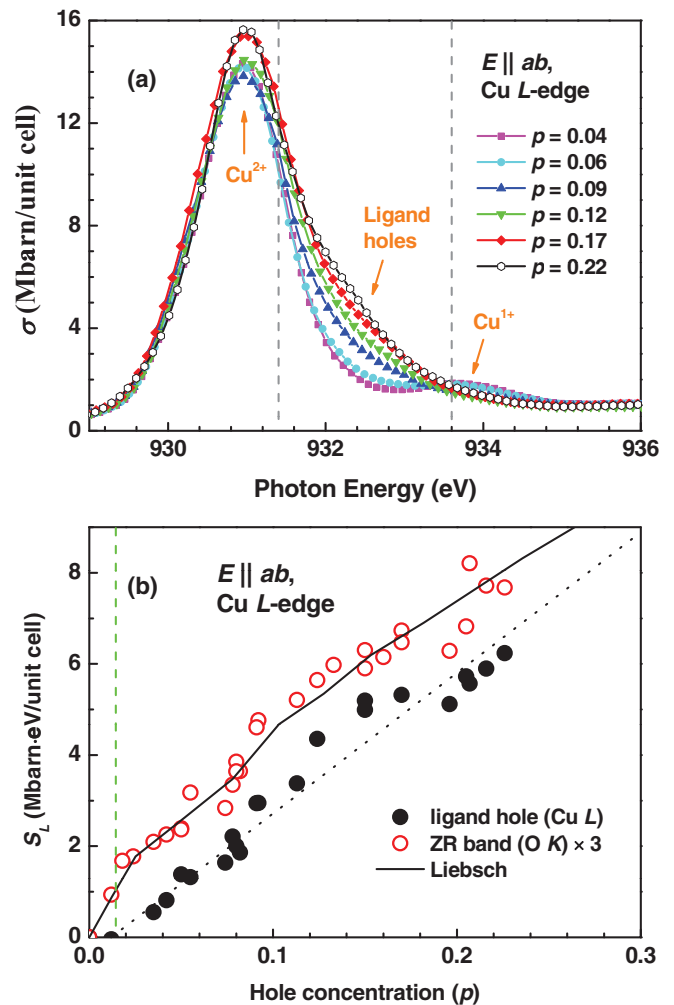 16
12
8
4
0
σ (Mbarn/unit cell)
(a)
E || ab,
Cu L-edge
p = 0.04
p = 0.06
p = 0.09
p = 0.12
p = 0.17
p = 0.22
Cu2+
Ligand
holes
Cu1+
930 932 934 936
Photon Energy (eV)
8
6
4
2
0
S_L (Mbarn·eV/unit cell)
(b)
E || ab,
Cu L-edge
ligand hole (Cu L)
ZR band (O K) × 3
Liebsch
0.0 0.1 0.2 0.3
Hole concentration (p)